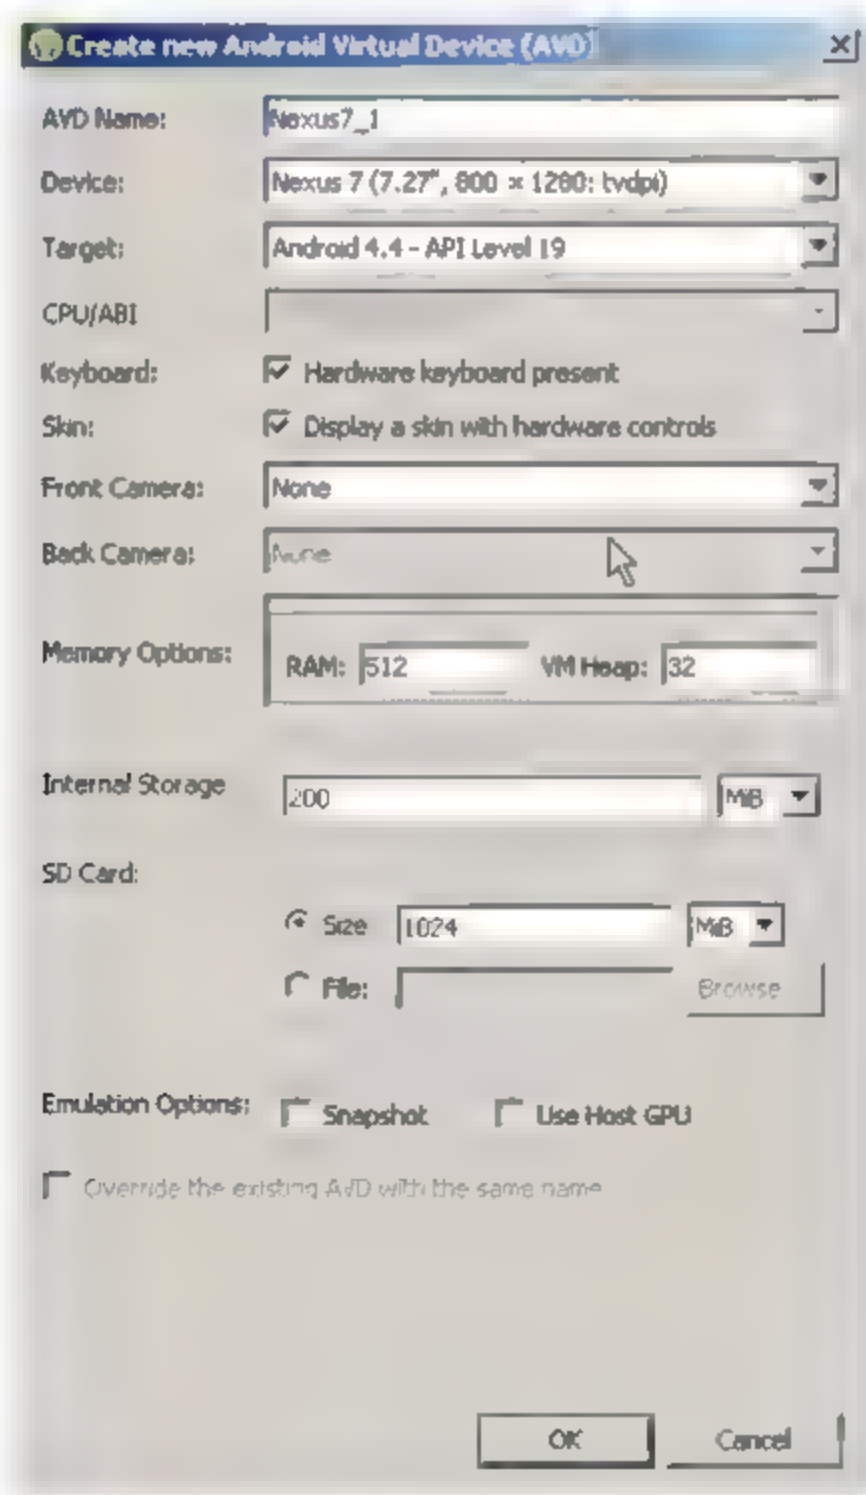 Create new Android Virtual Device (AVD)
AVD Name: Nexus7_1
Device: Nexus 7 (7.27", 800 × 1280: tvdpi)
Target: Android 4.4 - API Level 19
CPU/ABI
Keyboard: Hardware keyboard present
Skin: Display a skin with hardware controls
Front Camera: None
Back Camera: None
Memory Options: RAM: 512 VM Heap: 32
Internal Storage 200 MiB
SD Card:
Size 1024 MiB
File: Browse
Emulation Options: Snapshot Use Host GPU
Override the existing AVD with the same name
OK Cancel